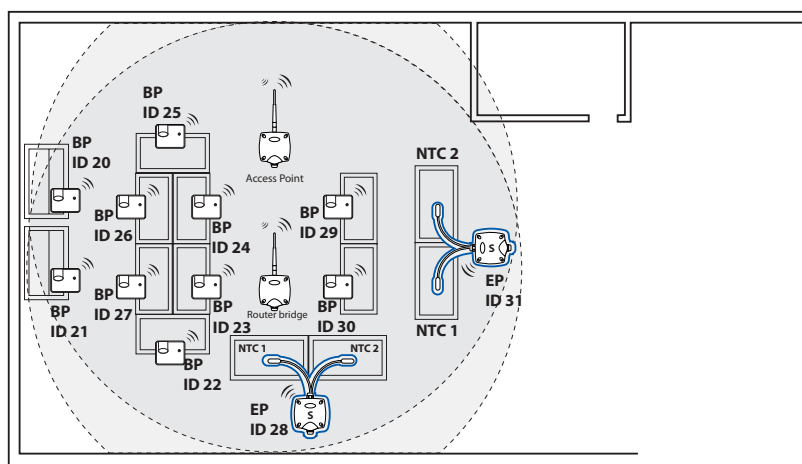 BP
ID 25
BP
ID 20
Access Point
NTC 2
BP
ID 26
BP
ID 24
BP
ID 29
EP
ID 31
NTC 1
S
BP
ID 21
BP
ID 27
BP
ID 23
Router bridge
BP
ID 30
BP
ID 22
NTC 1
NTC 2
EP
ID 28
S